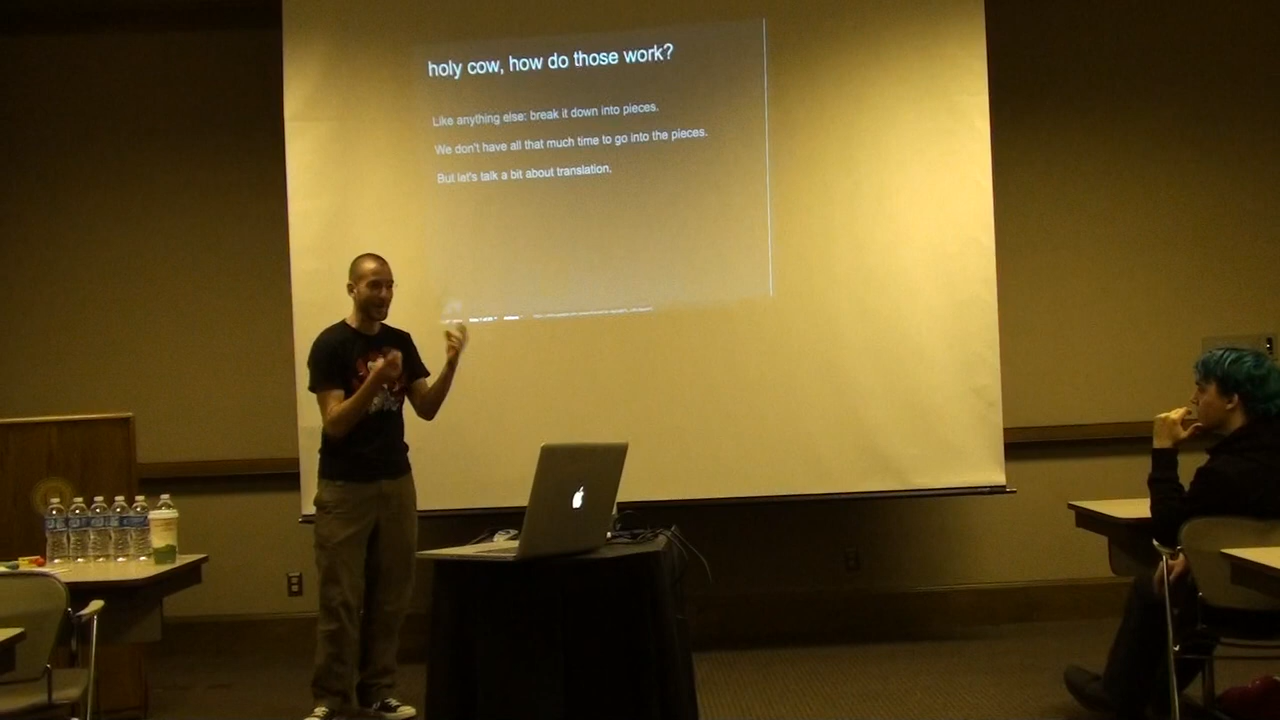 holy cow, how do those work?
Like anything else: break it down into pieces.
We don't have all that much time to go into the pieces.
But let's talk a bit about translation.